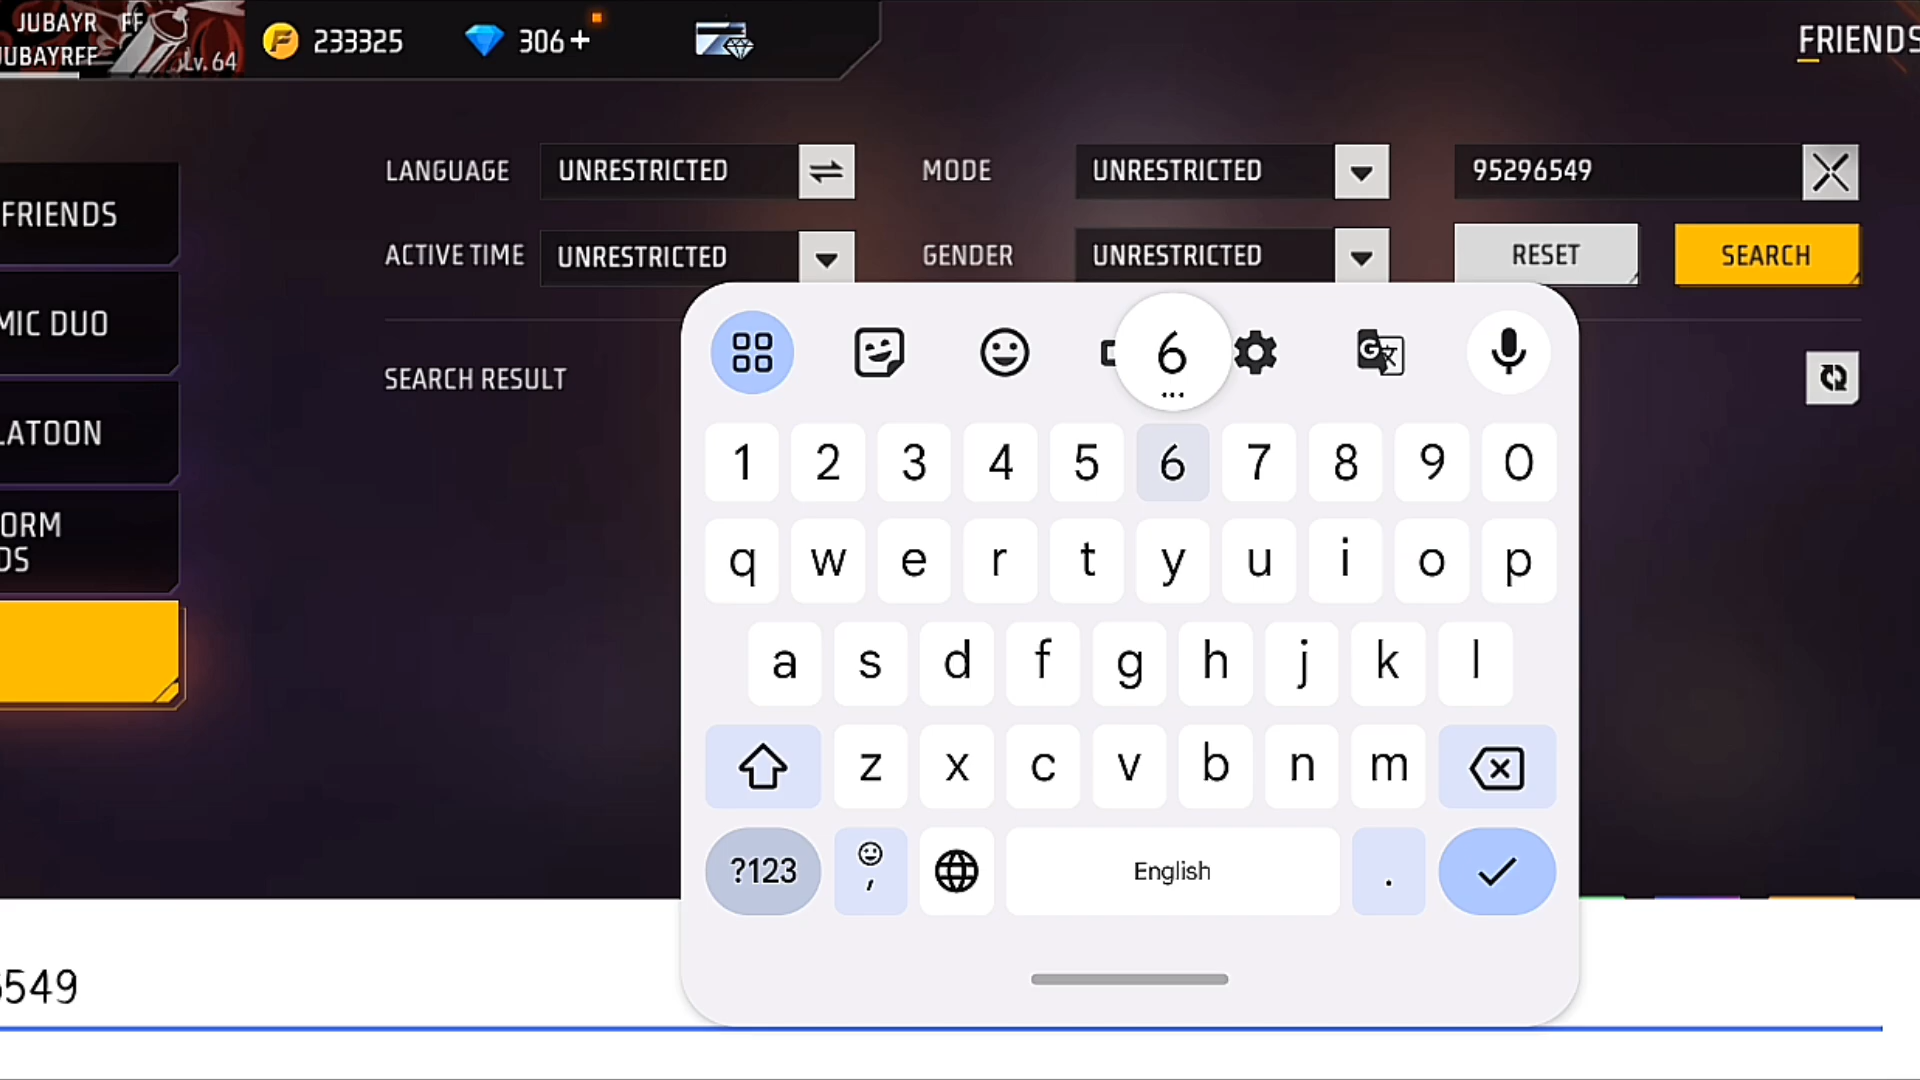 JUBAYR FF
JUBAYRFF
Lv. 64
233325
306+
FRIENDS
LANGUAGE UNRESTRICTED MODE UNRESTRICTED 95296549
FRIENDS
ACTIVE TIME UNRESTRICTED GENDER UNRESTRICTED RESET SEARCH
MIC DUO
SEARCH RESULT
LATOON
ORM
DS
6
1 2 3 4 5 6 7 8 9 0
q w e r t y u i o p
a s d f g h j k l
z x c v b n m
?123 , English .
6549